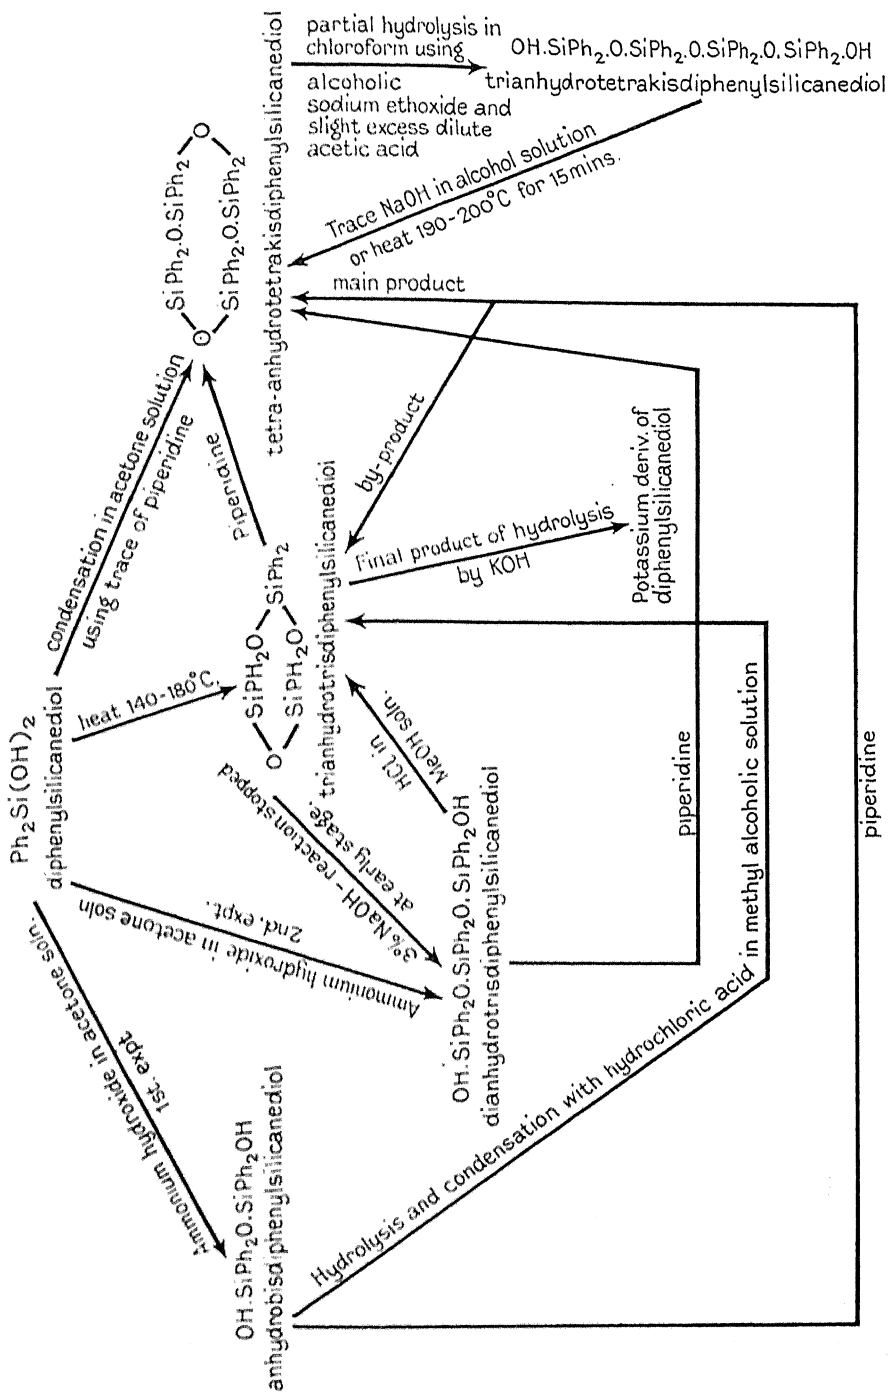 Ph2Si(OH)2
diphenylsilicanediol
condensation in acetone solution
using trace of piperidine
heat 140-180°C.
Ammonium hydroxide in acetone soln
2nd. expt.
Ammonium hydroxide in acetone soln.
1st. expt
O
SiPh2.O.SiPh2
SiPh2.O.SiPh2
O
tetra-anhydrotetrakisdiphenylsilicanediol
partial hydrolysis in
chloroform using
alcoholic
sodium ethoxide and
slight excess dilute
acetic acid
OH.SiPh2.O.SiPh2.O.SiPh2.O.SiPh2.OH
trianhydrotetrakisdiphenylsilicanediol
Trace NaOH in alcohol solution
or heat 190-200°C for 15mins.
main product
by-product
Piperidine
O
SiPH2O
SiPH2O
SiPh2
trianhydrotrisdiphenylsilicanediol
Final product of hydrolysis
by KOH
Potassium deriv. of
diphenylsilicanediol
3% NaOH - reaction stopped
at early stage.
HCl in
MeOH soln.
OH.SiPh2O.SiPh2O.SiPh2OH
dianhydrotrisdiphenylsilicanediol
piperidine
OH.SiPh2O.SiPh2OH
anhydrobisdiphenylsilicanediol
Hydrolysis and condensation with hydrochloric acid in methyl alcoholic solution
piperidine